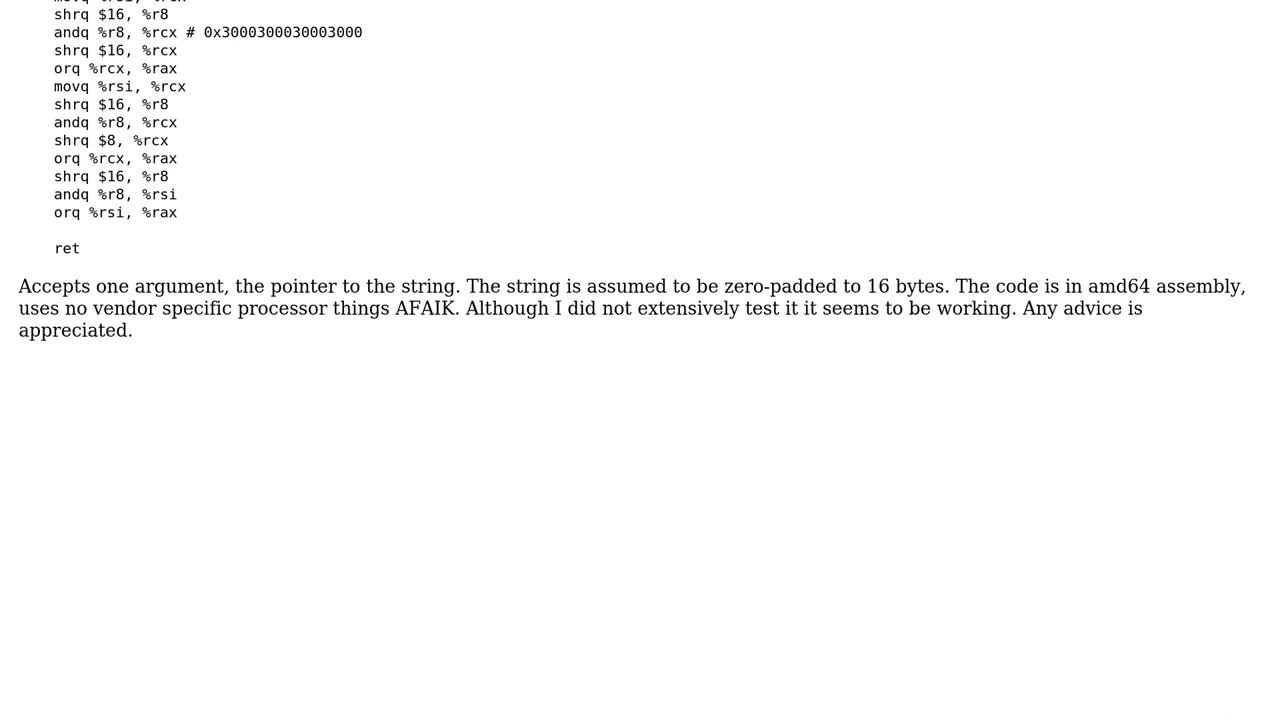 shrq $16, %r8
andq %r8, %rcx # 0x3000300030003000
shrq $16, %rcx
orq %rcx, %rax
movq %rsi, %rcx
shrq $16, %r8
andq %r8, %rcx
shrq $8, %rcx
orq %rcx, %rax
shrq $16, %r8
andq %r8, %rsi
orq %rsi, %rax
ret
Accepts one argument, the pointer to the string. The string is assumed to be zero-padded to 16 bytes. The code is in amd64 assembly,
uses no vendor specific processor things AFAIK. Although I did not extensively test it it seems to be working. Any advice is
appreciated.